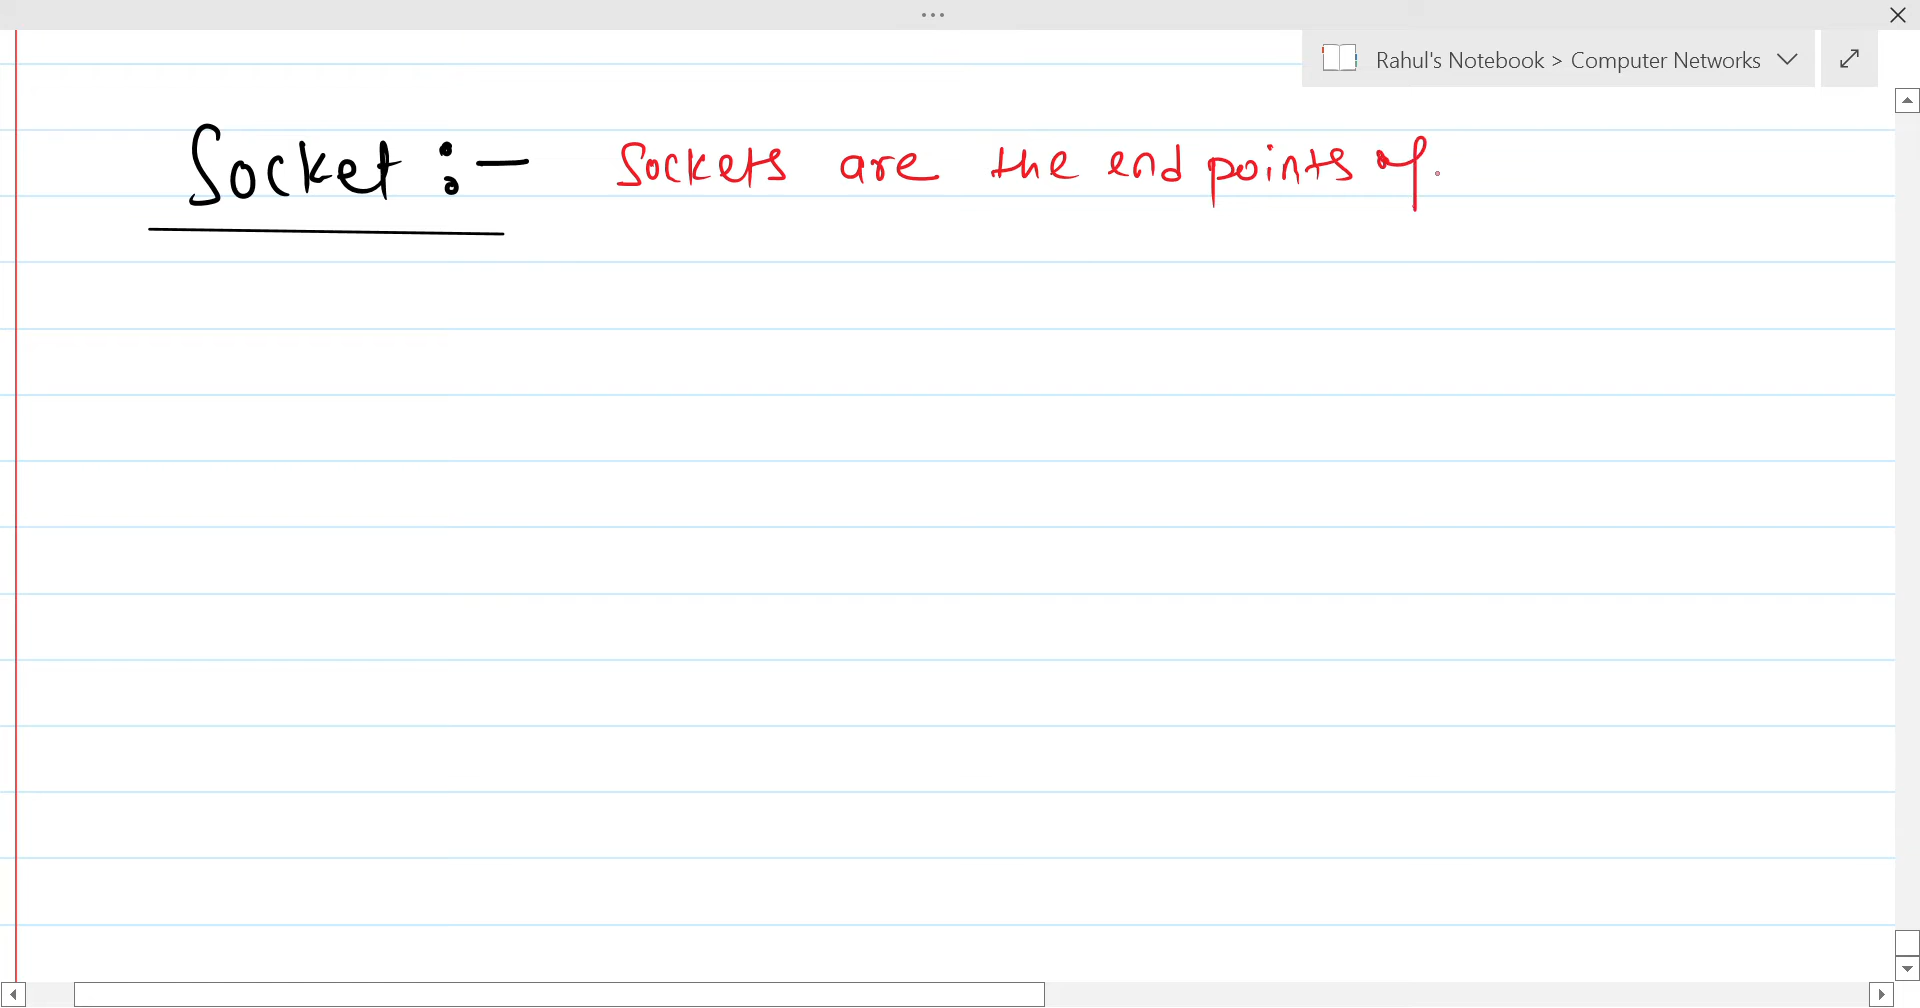 Rahul's Notebook > Computer Networks
Socket :- Sockets are the end points of